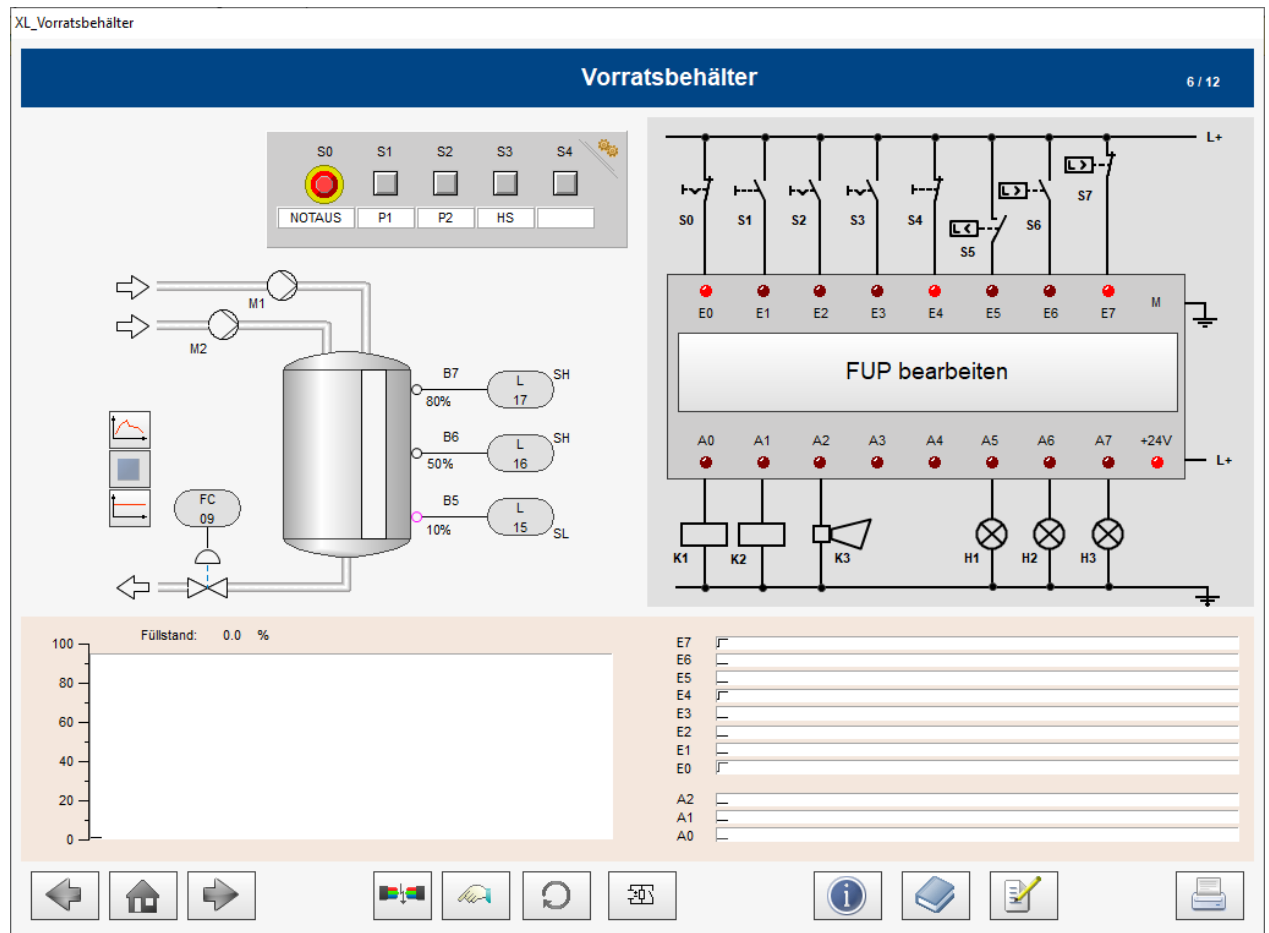 XL_Vorratsbehälter
Vorratsbehälter
6 / 12
S0 S1 S2 S3 S4
NOTAUS P1 P2 HS
M1
M2
B7 L 17 SH
80%
B6 L 16 SH
50%
B5 L 15 SL
10%
FC
09
L+
S0 S1 S2 S3 S4 L < S5 L > S6 L > S7
E0 E1 E2 E3 E4 E5 E6 E7 M
FUP bearbeiten
A0 A1 A2 A3 A4 A5 A6 A7 +24V
L+
K1 K2 K3 H1 H2 H3
Füllstand: 0.0 %
100
80
60
40
20
0
E7
E6
E5
E4
E3
E2
E1
E0
A2
A1
A0